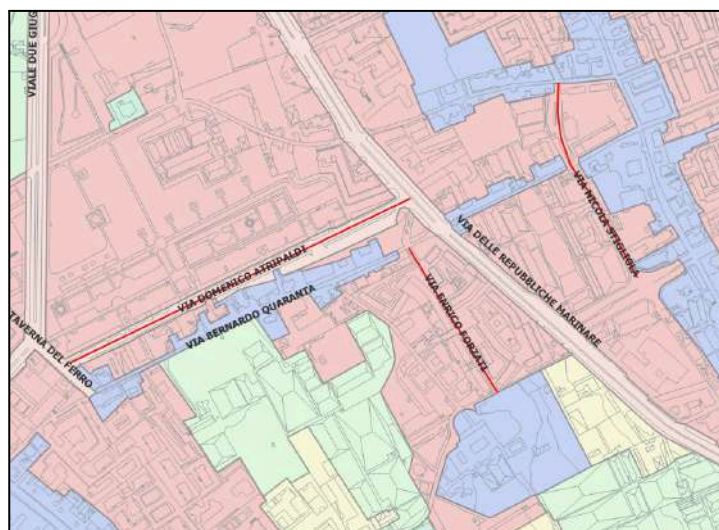 VIALE DUE GIUG
VIA NICOLA STIGLIOLA
VIA DELLE REPUBBLICHE MARINARE
VIA DOMENICO ATRIPALDI
VIA BERNARDO QUARANTA
VIA ENRICO FORZATI
TAVERNA DEL FERRO